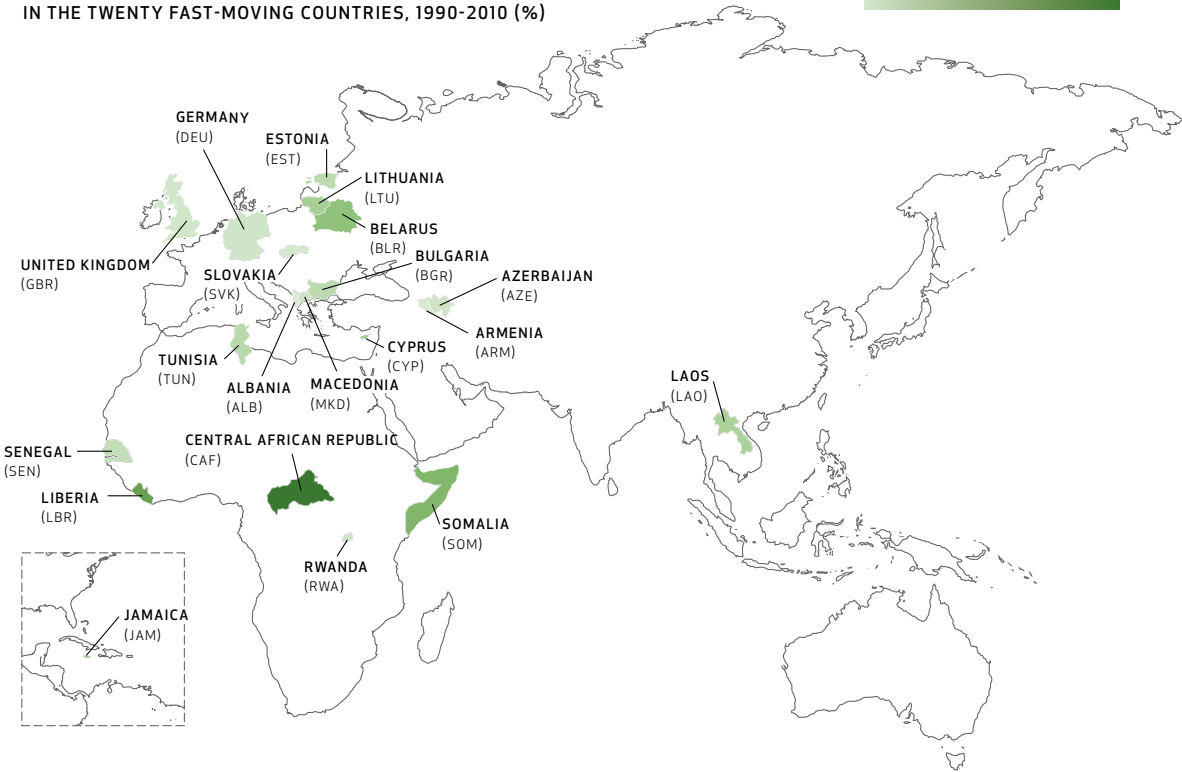 IN THE TWENTY FAST-MOVING COUNTRIES, 1990-2010 (%)
GERMANY
(DEU)
ESTONIA
(EST)
LITHUANIA
(LTU)
BELARUS
(BLR)
UNITED KINGDOM
(GBR)
SLOVAKIA
(SVK)
BULGARIA
(BGR)
AZERBAIJAN
(AZE)
ARMENIA
(ARM)
CYPRUS
(CYP)
TUNISIA
(TUN)
ALBANIA
(ALB)
MACEDONIA
(MKD)
LAOS
(LAO)
SENEGAL
(SEN)
CENTRAL AFRICAN REPUBLIC
(CAF)
LIBERIA
(LBR)
SOMALIA
(SOM)
RWANDA
(RWA)
JAMAICA
(JAM)